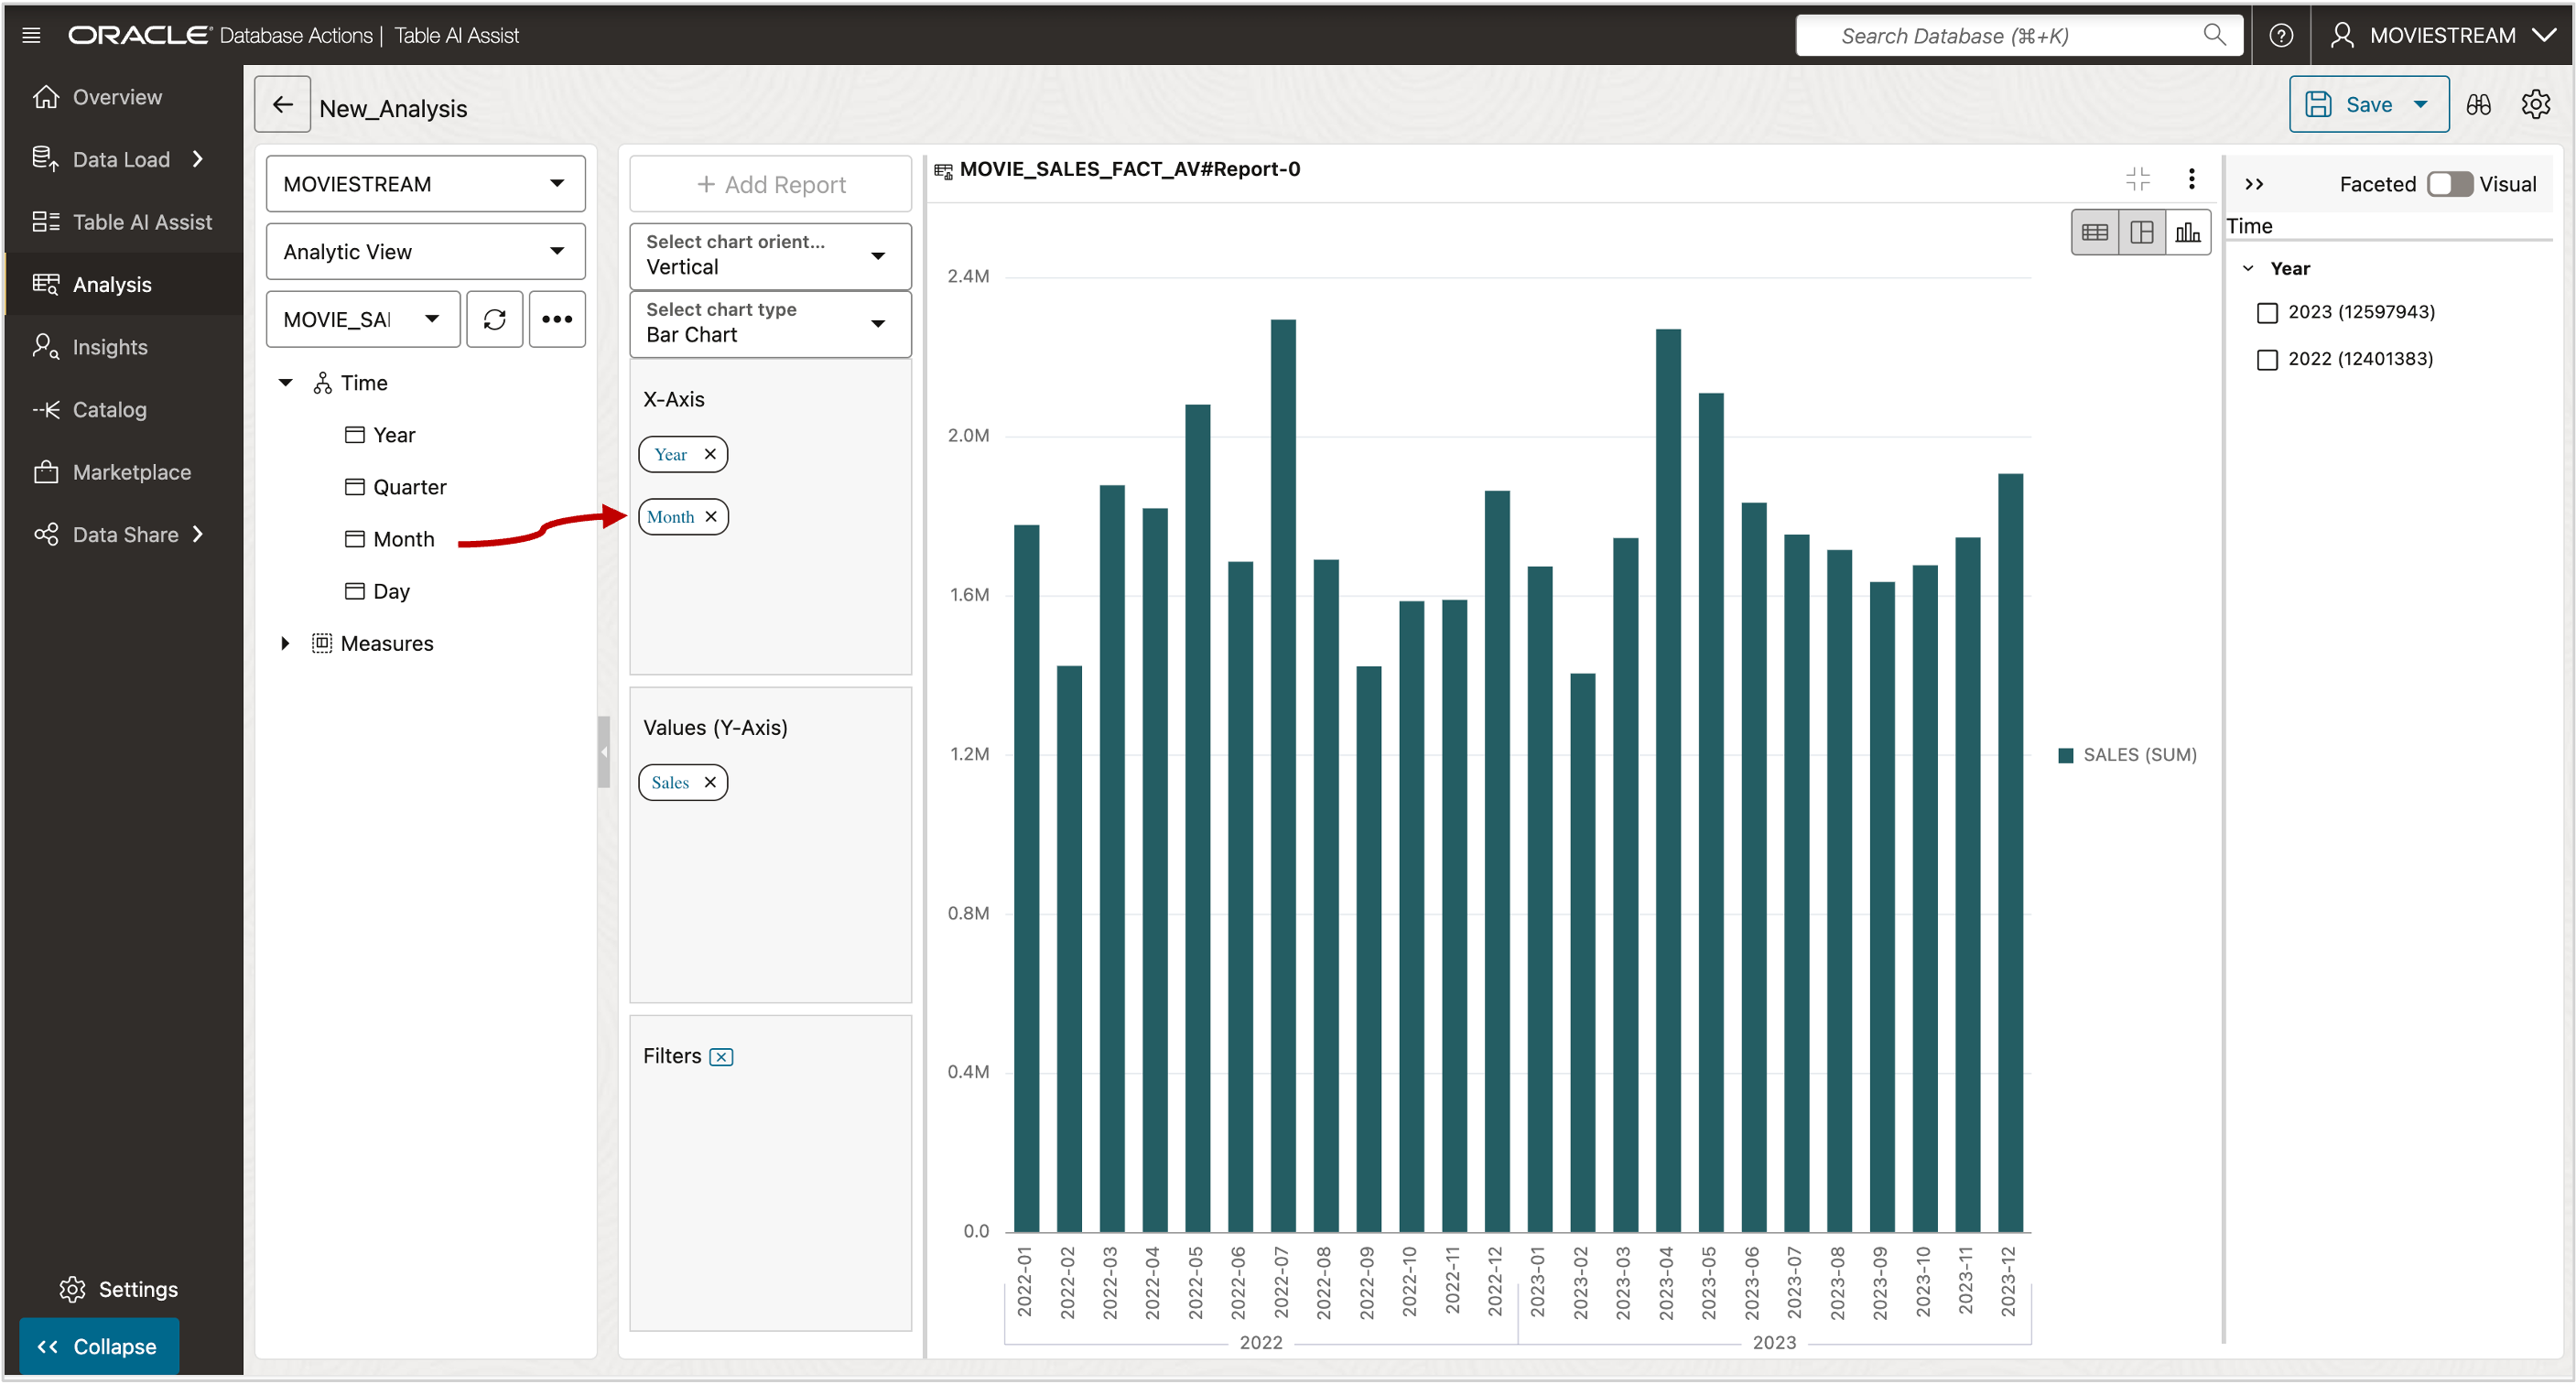 ORACLE Database Actions | Table AI Assist
Search Database (⌘+K)
MOVIESTREAM
Overview
Data Load
Table AI Assist
Analysis
Insights
Catalog
Marketplace
Data Share
Settings
Collapse
New_Analysis
Save
MOVIESTREAM
Analytic View
MOVIE_SAI
Time
Year
Quarter
Month
Day
Measures
+ Add Report
Select chart orient...
Vertical
Select chart type
Bar Chart
X-Axis
Year
Month
Values (Y-Axis)
Sales
Filters
MOVIE_SALES_FACT_AV#Report-0
2.4M
2.0M
1.6M
1.2M
0.8M
0.4M
0.0
2022-01
2022-02
2022-03
2022-04
2022-05
2022-06
2022-07
2022-08
2022-09
2022-10
2022-11
2022-12
2023-01
2023-02
2023-03
2023-04
2023-05
2023-06
2023-07
2023-08
2023-09
2023-10
2023-11
2023-12
2022
2023
SALES (SUM)
Faceted
Visual
Time
Year
2023 (12597943)
2022 (12401383)